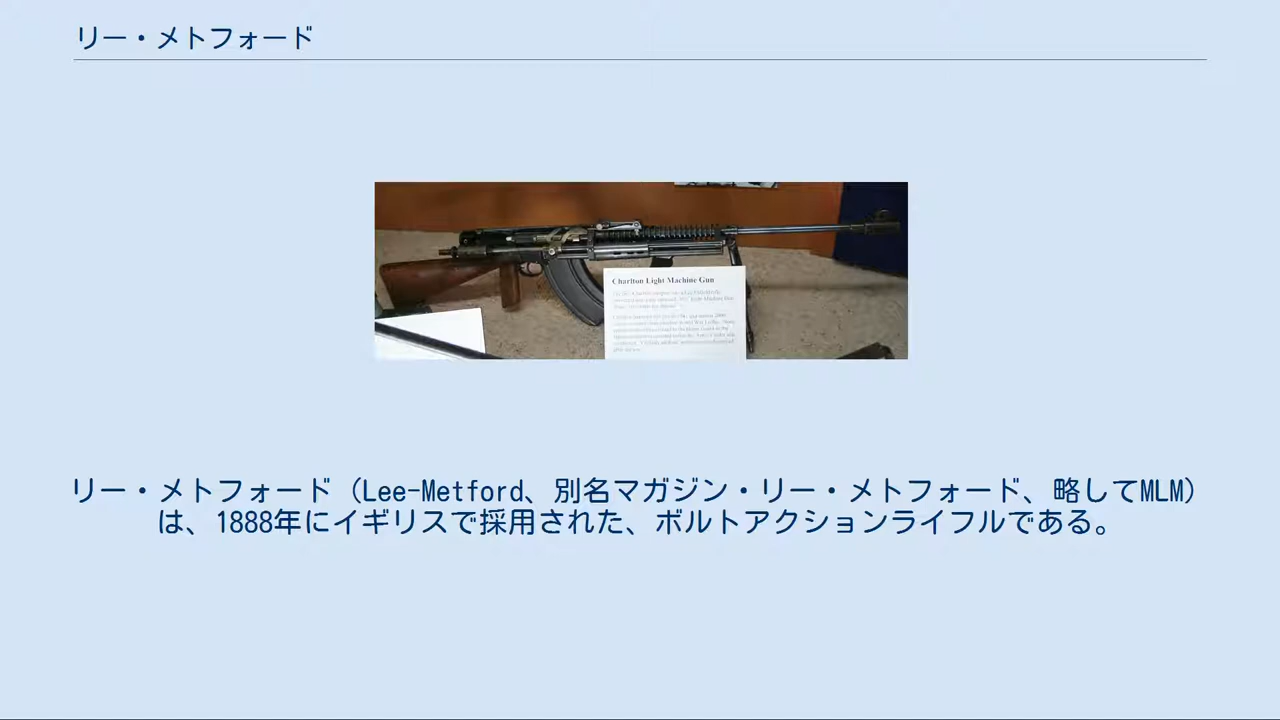 リー・メトフォード
Charlton Light Machine Gun
リー・メトフォード（Lee-Metford、別名マガジン・リー・メトフォード、略してMLM）
は、1888年にイギリスで採用された、ボルトアクションライフルである。